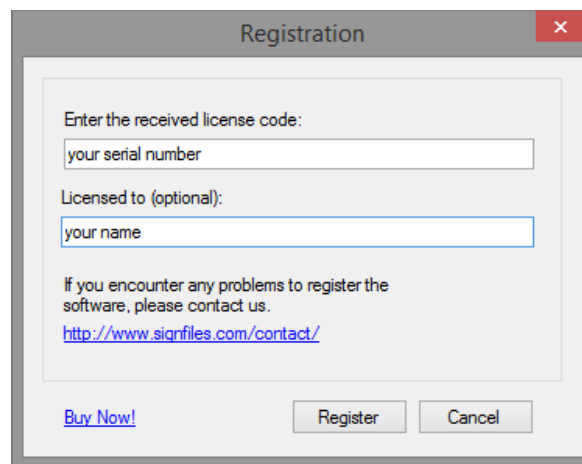 Registration
Enter the received license code:
your serial number
Licensed to (optional):
your name
If you encounter any problems to register the
software, please contact us.
http://www.signfiles.com/contact/
Buy Now!
Register
Cancel